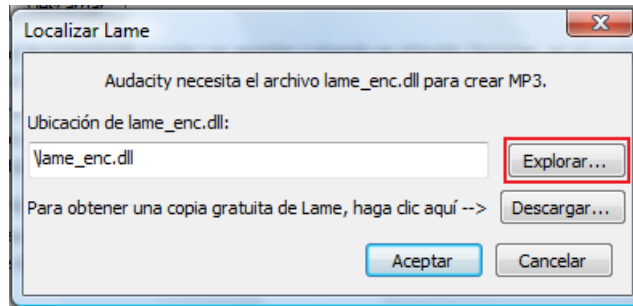 Localizar Lame
Audacity necesita el archivo lame_enc.dll para crear MP3.
Ubicación de lame_enc.dll:
\lame_enc.dll
Explorar...
Para obtener una copia gratuita de Lame, haga clic aquí -->
Descargar...
Aceptar
Cancelar